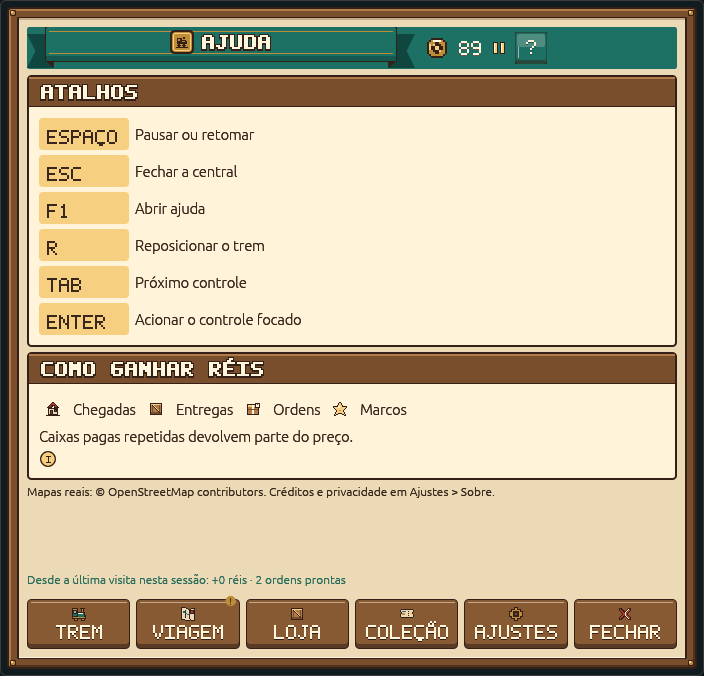 AJUDA 89 ?
ATALHOS
ESPAÇO Pausar ou retomar
ESC Fechar a central
F1 Abrir ajuda
R Reposicionar o trem
TAB Próximo controle
ENTER Acionar o controle focado
COMO GANHAR RÉIS
Chegadas Entregas Ordens Marcos
Caixas pagas repetidas devolvem parte do preço.
I
Mapas reais: © OpenStreetMap contributors. Créditos e privacidade em Ajustes > Sobre.
Desde a última visita nesta sessão: +0 réis · 2 ordens prontas
!
TREM VIAGEM LOJA COLEÇÃO AJUSTES FECHAR